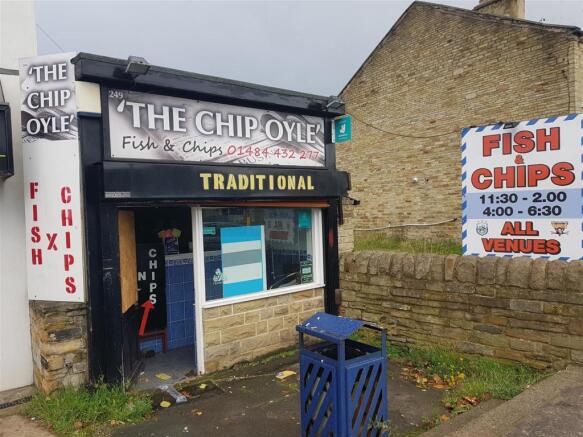 'THE
CHIP
OYLE'
FISH
N
CHIPS
249
'THE CHIP OYLE'
Fish & Chips 01484 432 277
TRADITIONAL
CHIPS
N
FISH
&
CHIPS
11:30 - 2.00
4:00 - 6:30
ALL
VENUES